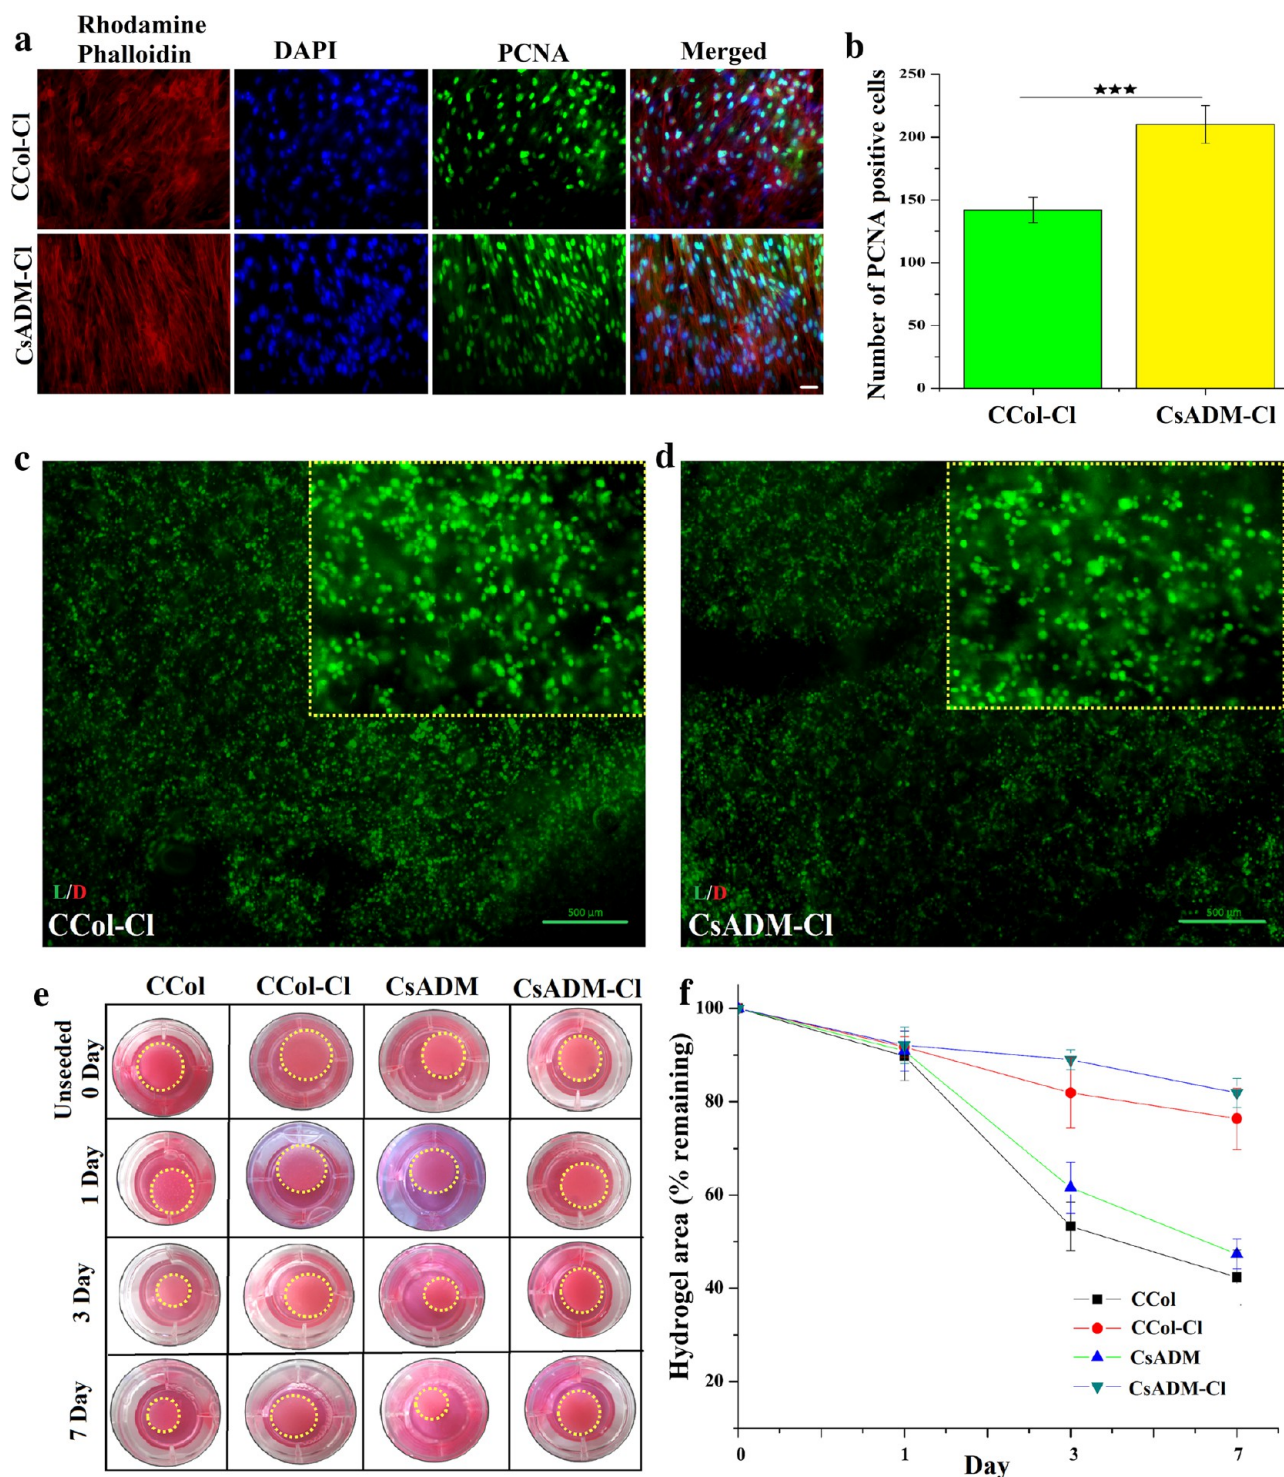 a
Rhodamine
Phalloidin
DAPI
PCNA
Merged
CCol-Cl
CsADM-Cl
b
Number of PCNA positive cells
250
200
150
100
50
0
★★★
CCol-Cl
CsADM-Cl
c
L/D
CCol-Cl
500 µm
d
L/D
CsADM-Cl
500 µm
e
CCol
CCol-Cl
CsADM
CsADM-Cl
Unseeded
0 Day
1 Day
3 Day
7 Day
f
Hydrogel area (% remaining)
100
80
60
40
20
0
1
3
7
Day
CCol
CCol-Cl
CsADM
CsADM-Cl